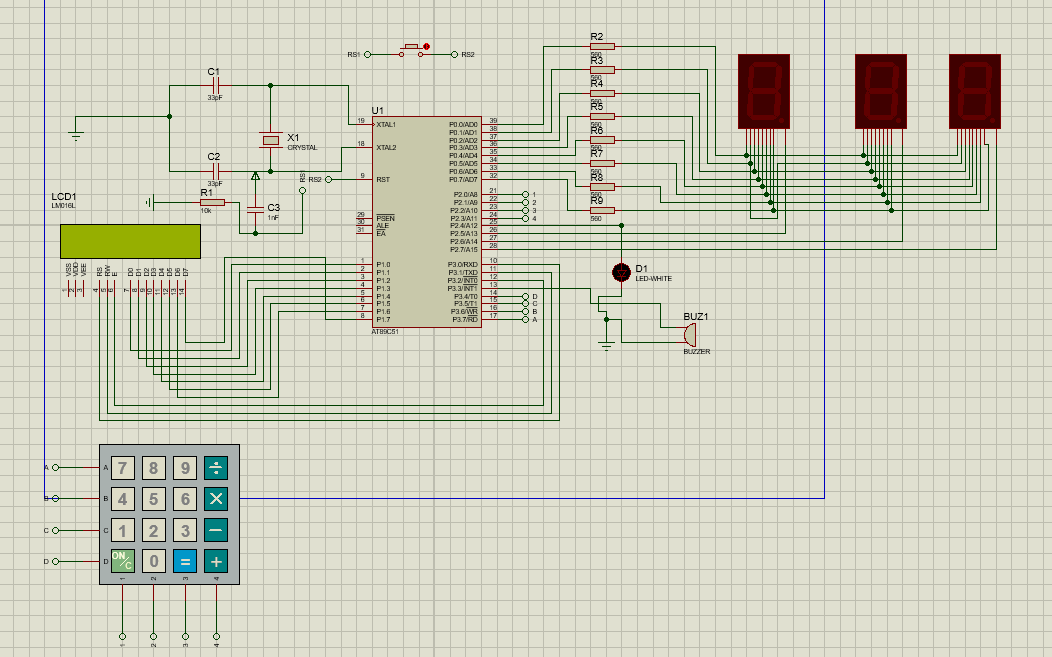 RS1 RS2
C1
33pF
X1
CRYSTAL
C2
33pF
RS1
RS2
R1
10k
C3
1nF
LCD1
LM016L
VSS VDD VEE RS RW E D0 D1 D2 D3 D4 D5 D6 D7
1 2 3 4 5 6 7 8 9 10 11 12 13 14
U1
19 XTAL1
18 XTAL2
9 RST
29 PSEN
30 ALE
31 EA
1 P1.0
2 P1.1
3 P1.2
4 P1.3
5 P1.4
6 P1.5
7 P1.6
8 P1.7
P0.0/AD0 39
P0.1/AD1 38
P0.2/AD2 37
P0.3/AD3 36
P0.4/AD4 35
P0.5/AD5 34
P0.6/AD6 33
P0.7/AD7 32
P2.0/A8 21 1
P2.1/A9 22 2
P2.2/A10 23 3
P2.3/A11 24 4
P2.4/A12 25
P2.5/A13 26
P2.6/A14 27
P2.7/A15 28
P3.0/RXD 10
P3.1/TXD 11
P3.2/INT0 12
P3.3/INT1 13
P3.4/T0 14 D
P3.5/T1 15 C
P3.6/WR 16 B
P3.7/RD 17 A
AT89C51
R2
560
R3
560
R4
560
R5
560
R6
560
R7
560
R8
560
R9
560
D1
LED-WHITE
BUZ1
BUZZER
A A 7 8 9 ÷
B B 4 5 6 ×
C C 1 2 3 −
D D ON/C 0 = +
1 2 3 4
1 2 3 4